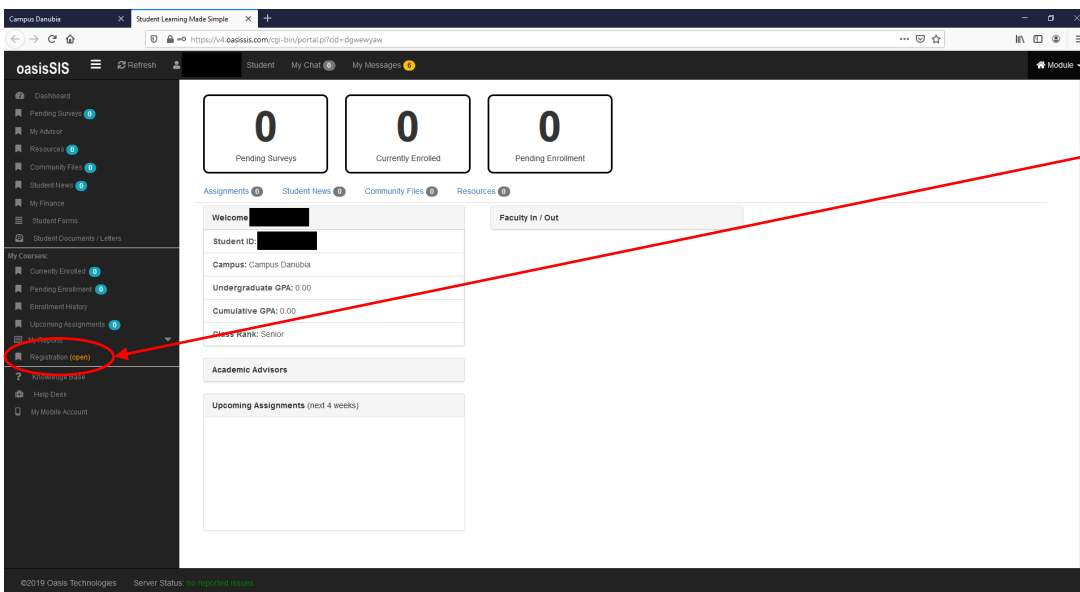 Campus Danubia
Student Learning Made Simple
https://v4.oasissis.com/cgi-bin/portal.pl?cid=dgwewyaw
oasisSIS Refresh Student My Chat 0 My Messages 6 Module
Dashboard
Pending Surveys 0
My Advisor
Resources 0
Community Files 0
Student News 0
My Finance
Student Forms
Student Documents / Letters
My Courses:
Currently Enrolled 0
Pending Enrollment 0
Enrollment History
Upcoming Assignments 0
My Reports
Registration (open)
Knowledge Base
Help Desk
My Mobile Account
0
Pending Surveys
0
Currently Enrolled
0
Pending Enrollment
Assignments 0 Student News 0 Community Files 0 Resources 0
Welcome
Student ID:
Campus: Campus Danubia
Undergraduate GPA: 0.00
Cumulative GPA: 0.00
Class Rank: Senior
Academic Advisors
Upcoming Assignments (next 4 weeks)
Faculty In / Out
©2019 Oasis Technologies Server Status: no reported issues